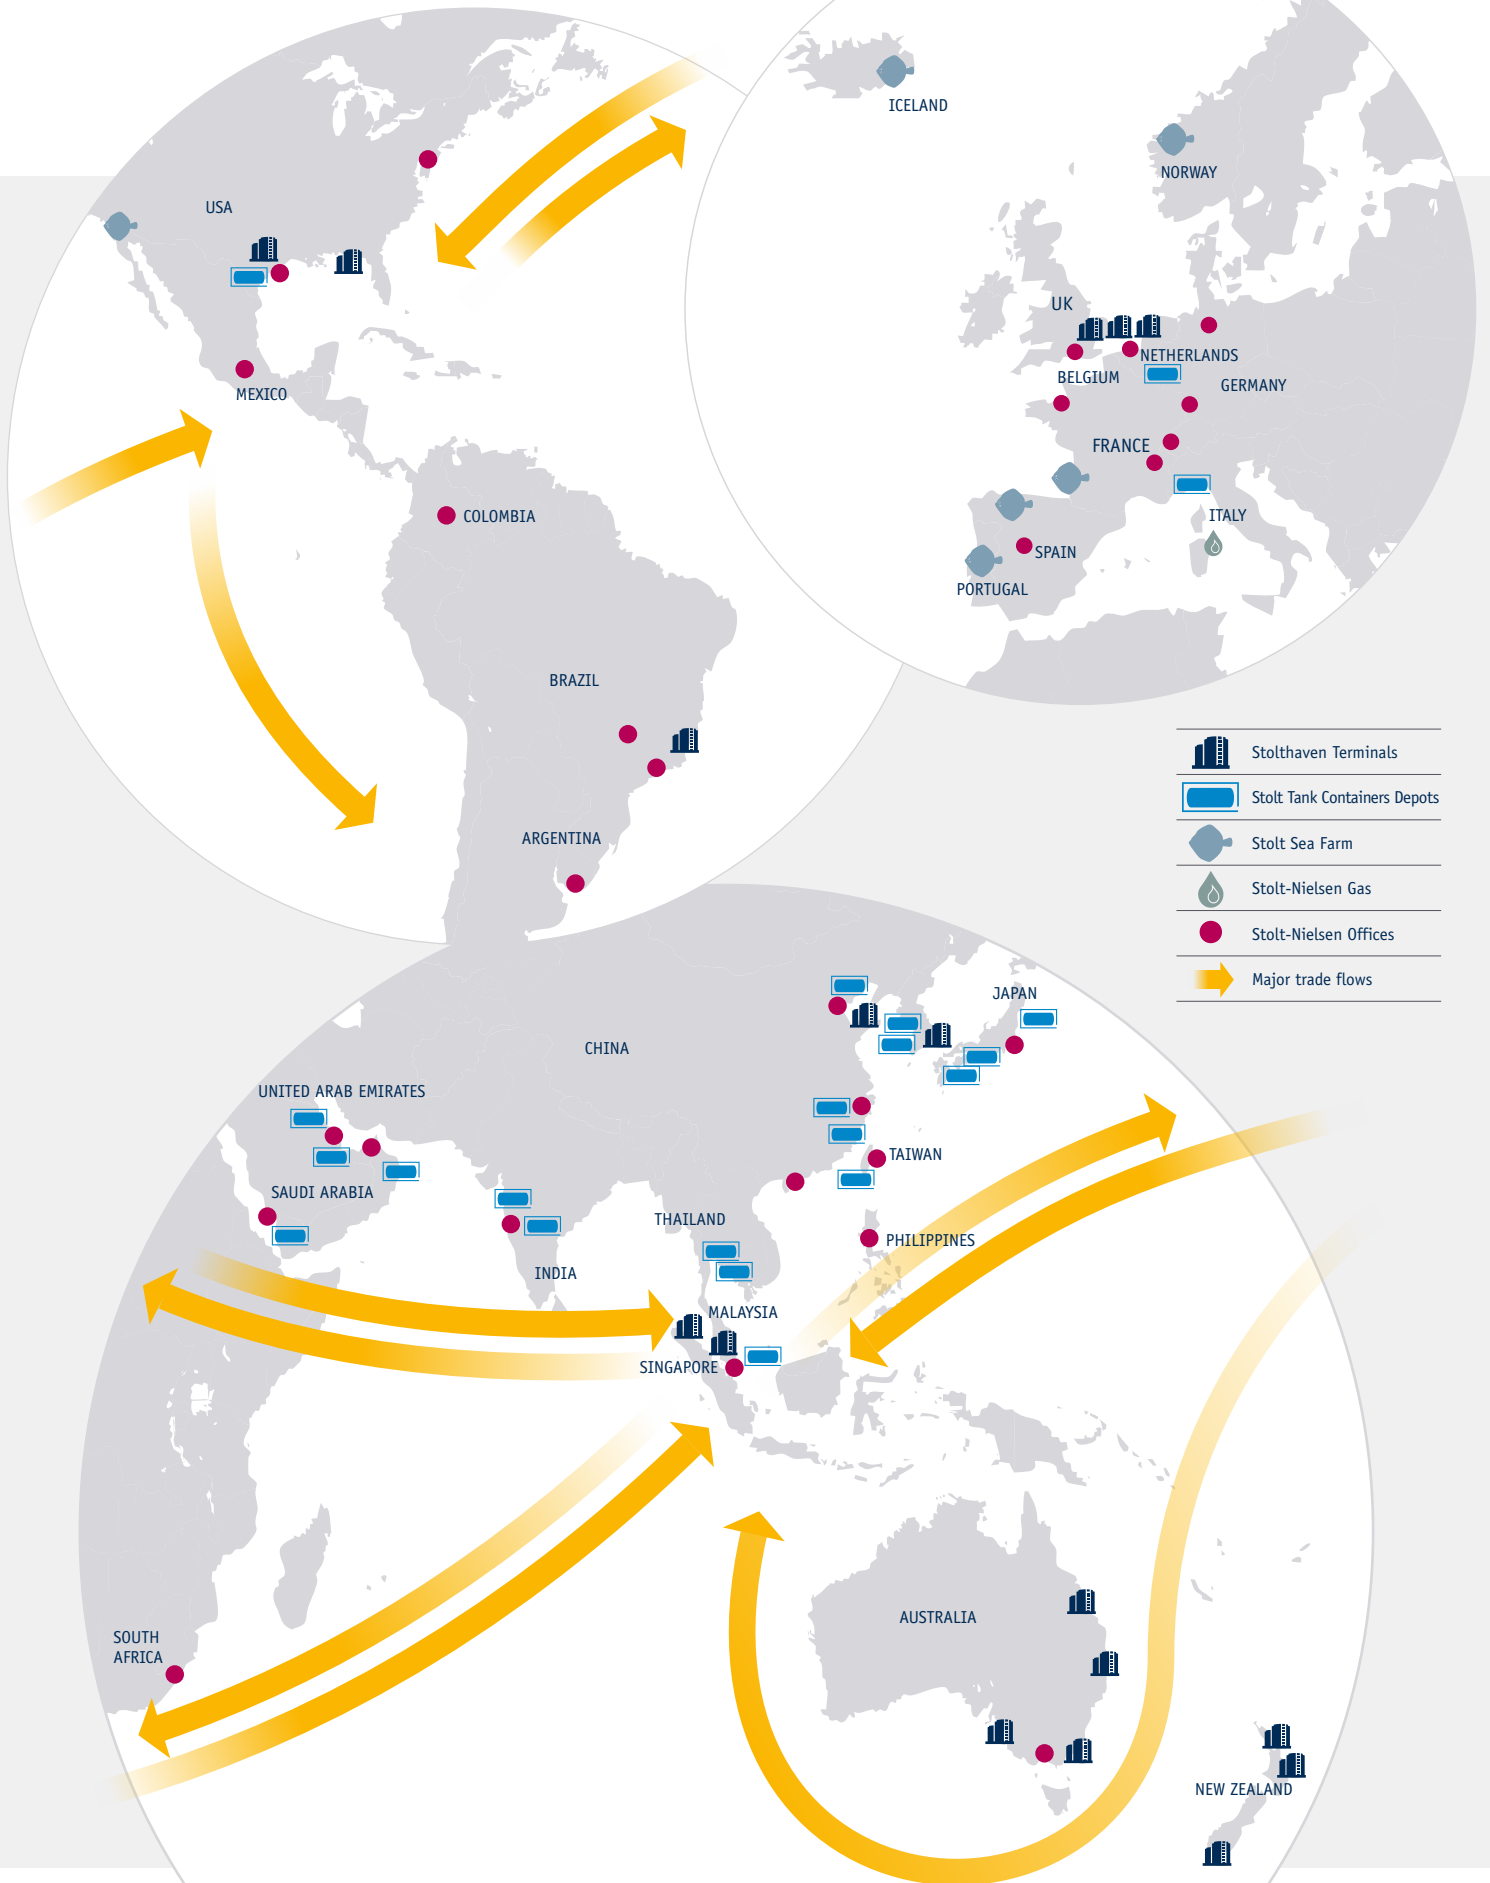 ICELAND
NORWAY
USA
UK
NETHERLANDS
BELGIUM
GERMANY
MEXICO
FRANCE
COLOMBIA
ITALY
SPAIN
PORTUGAL
BRAZIL
ARGENTINA
Stolthaven Terminals
Stolt Tank Containers Depots
Stolt Sea Farm
Stolt-Nielsen Gas
Stolt-Nielsen Offices
Major trade flows
JAPAN
CHINA
UNITED ARAB EMIRATES
TAIWAN
SAUDI ARABIA
THAILAND
PHILIPPINES
INDIA
MALAYSIA
SINGAPORE
AUSTRALIA
SOUTH
AFRICA
NEW ZEALAND